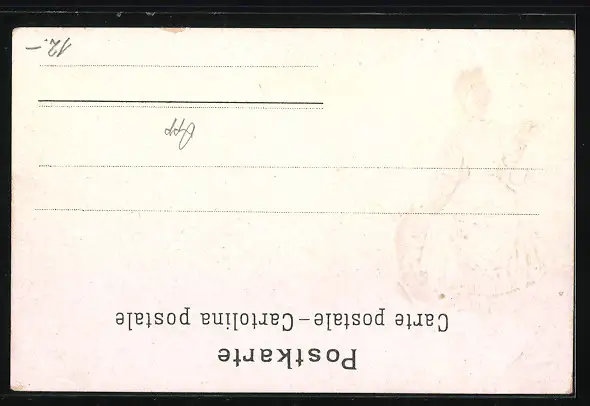 Postkarte
Carte postale – Cartolina postale
12.-